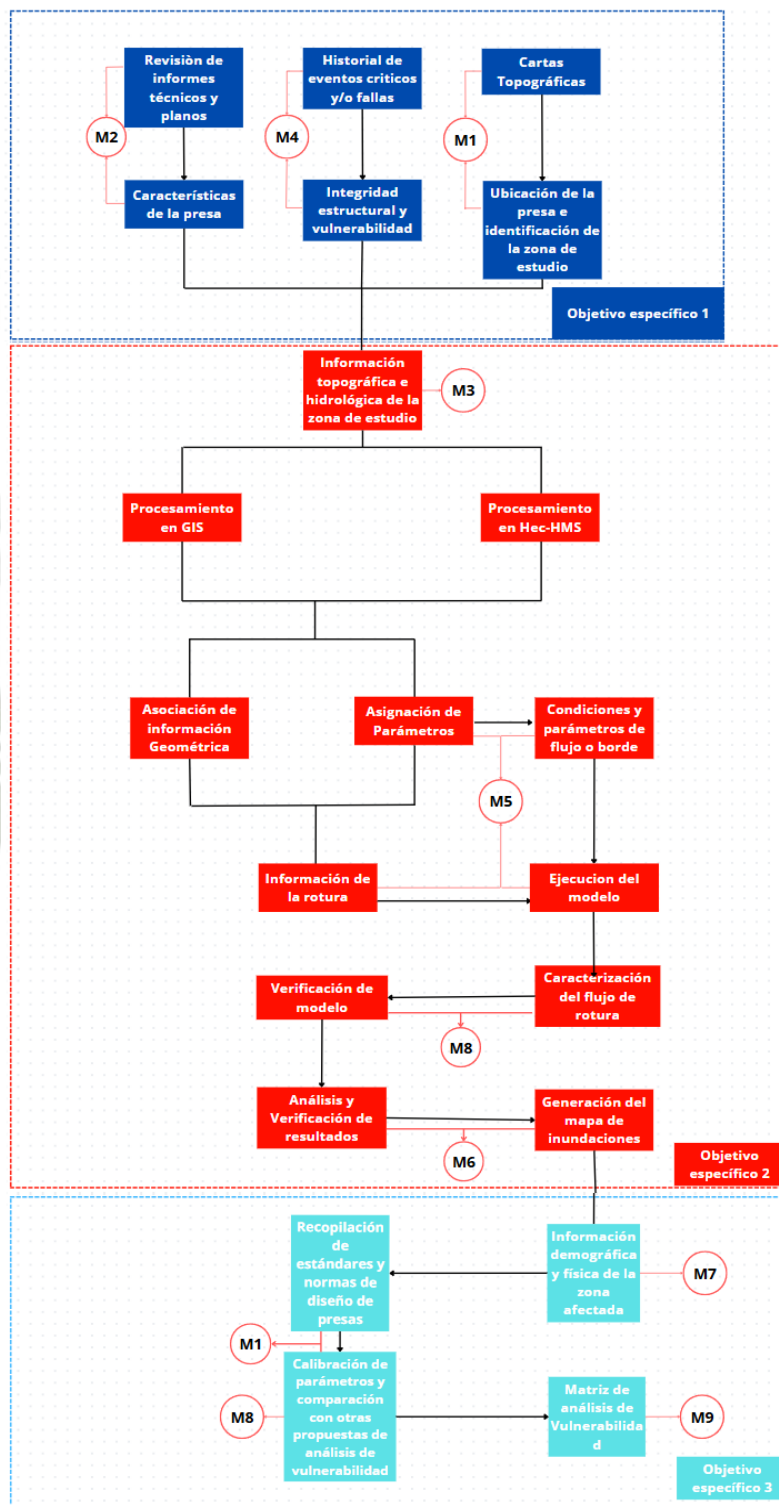 Revisiòn de
informes
técnicos y
planos
Historial de
eventos criticos
y/o fallas
Cartas
Topográficas
M2
M4
M1
Características
de la presa
Integridad
estructural y
vulnerabilidad
Ubicación de la
presa e
identificación de
la zona de
estudio
Objetivo específico 1
Información
topográfica e
hidrológica de la
zona de estudio
M3
Procesamiento
en GIS
Procesamiento
en Hec-HMS
Asociación de
información
Geométrica
Asignación de
Parámetros
Condiciones y
parámetros de
flujo o borde
M5
Información de
la rotura
Ejecucion del
modelo
Verificación de
modelo
Caracterización
del flujo de
rotura
M8
Análisis y
Verificación de
resultados
Generación del
mapa de
inundaciones
M6
Objetivo
específico 2
Recopilación
de
estándares y
normas de
diseño de
presas
Información
demográfica
y física de la
zona
afectada
M7
M1
Calibración de
parámetros y
comparación
con otras
propuestas de
análisis de
vulnerabilidad
M8
Matriz de
análisis de
Vulnerabilida
d
M9
Objetivo
específico 3